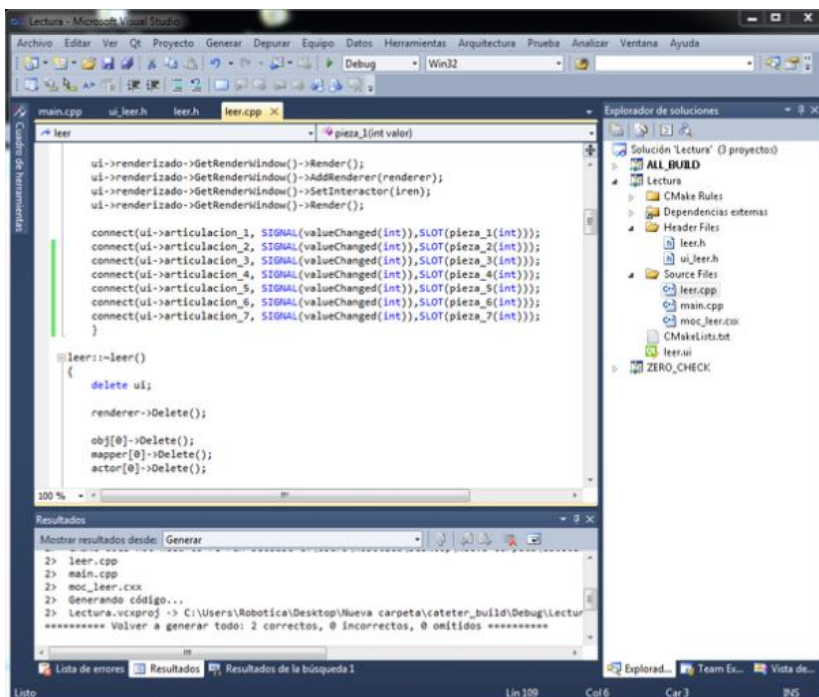 Lectura - Microsoft Visual Studio
Archivo Editar Ver Qt Proyecto Generar Depurar Equipo Datos Herramientas Arquitectura Prueba Analizar Ventana Ayuda
Debug Win32
main.cpp ui_leer.h leer.h leer.cpp
leer pieza_1(int valor)
Cuadro de herramientas
ui->renderizado->GetRenderWindow()->Render();
ui->renderizado->GetRenderWindow()->AddRenderer(renderer);
ui->renderizado->GetRenderWindow()->SetInteractor(iren);
ui->renderizado->GetRenderWindow()->Render();
connect(ui->articulacion_1, SIGNAL(valueChanged(int)),SLOT(pieza_1(int)));
connect(ui->articulacion_2, SIGNAL(valueChanged(int)),SLOT(pieza_2(int)));
connect(ui->articulacion_3, SIGNAL(valueChanged(int)),SLOT(pieza_3(int)));
connect(ui->articulacion_4, SIGNAL(valueChanged(int)),SLOT(pieza_4(int)));
connect(ui->articulacion_5, SIGNAL(valueChanged(int)),SLOT(pieza_5(int)));
connect(ui->articulacion_6, SIGNAL(valueChanged(int)),SLOT(pieza_6(int)));
connect(ui->articulacion_7, SIGNAL(valueChanged(int)),SLOT(pieza_7(int)));
}
leer::~leer()
{
delete ui;
renderer->Delete();
obj[0]->Delete();
mapper[0]->Delete();
actor[0]->Delete();
100 %
Explorador de soluciones
Solución 'Lectura' (3 proyectos)
ALL_BUILD
Lectura
CMake Rules
Dependencias externas
Header Files
leer.h
ui_leer.h
Source Files
leer.cpp
main.cpp
moc_leer.cxx
CMakeLists.txt
leer.ui
ZERO_CHECK
Resultados
Mostrar resultados desde: Generar
2> leer.cpp
2> main.cpp
2> moc_leer.cxx
2> Generando código...
2> Lectura.vcxproj -> C:\Users\Robotica\Desktop\Nueva carpeta\cateter_build\Debug\Lectur
========== Volver a generar todo: 2 correctos, 0 incorrectos, 0 omitidos ==========
Lista de errores Resultados Resultados de la búsqueda 1
Explorad... Team Ex... Vista de...
Listo Lín 109 Col 6 Car 3 INS